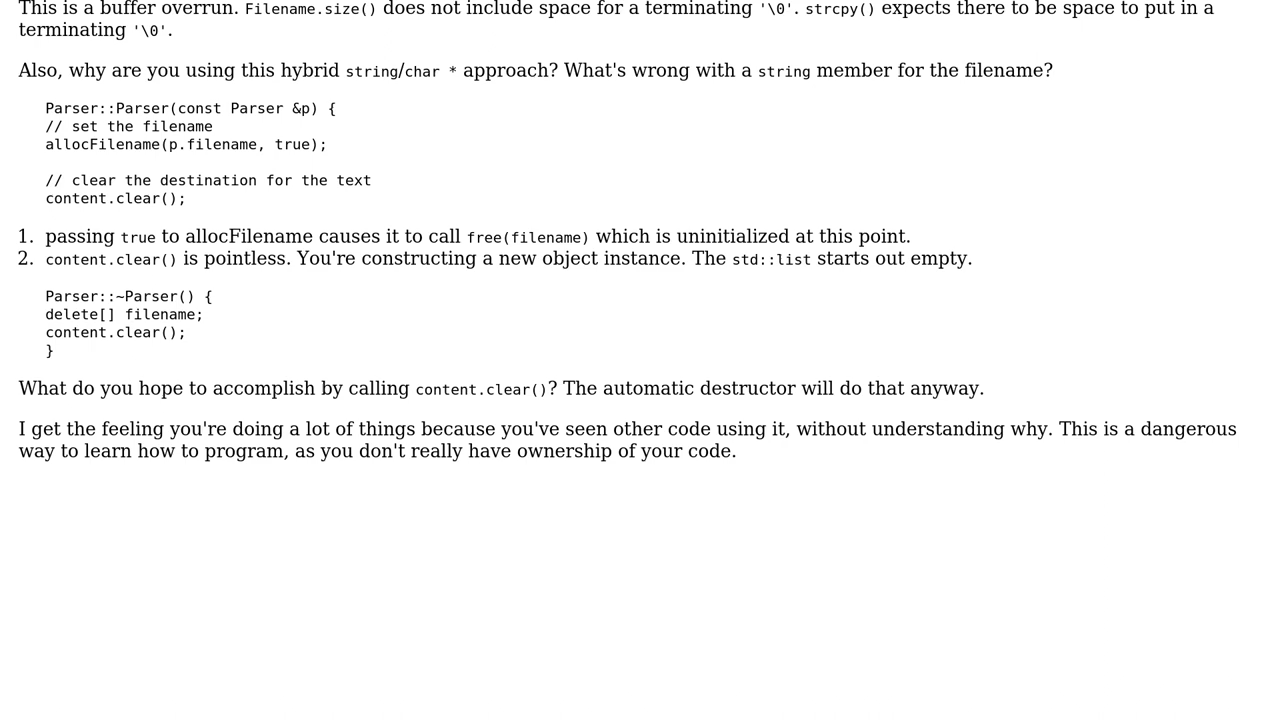 This is a buffer overrun. Filename.size() does not include space for a terminating '\0'. strcpy() expects there to be space to put in a
terminating '\0'.
Also, why are you using this hybrid string/char * approach? What's wrong with a string member for the filename?
Parser::Parser(const Parser &p) {
// set the filename
allocFilename(p.filename, true);
// clear the destination for the text
content.clear();
1. passing true to allocFilename causes it to call free(filename) which is uninitialized at this point.
2. content.clear() is pointless. You're constructing a new object instance. The std::list starts out empty.
Parser::~Parser() {
delete[] filename;
content.clear();
}
What do you hope to accomplish by calling content.clear()? The automatic destructor will do that anyway.
I get the feeling you're doing a lot of things because you've seen other code using it, without understanding why. This is a dangerous
way to learn how to program, as you don't really have ownership of your code.